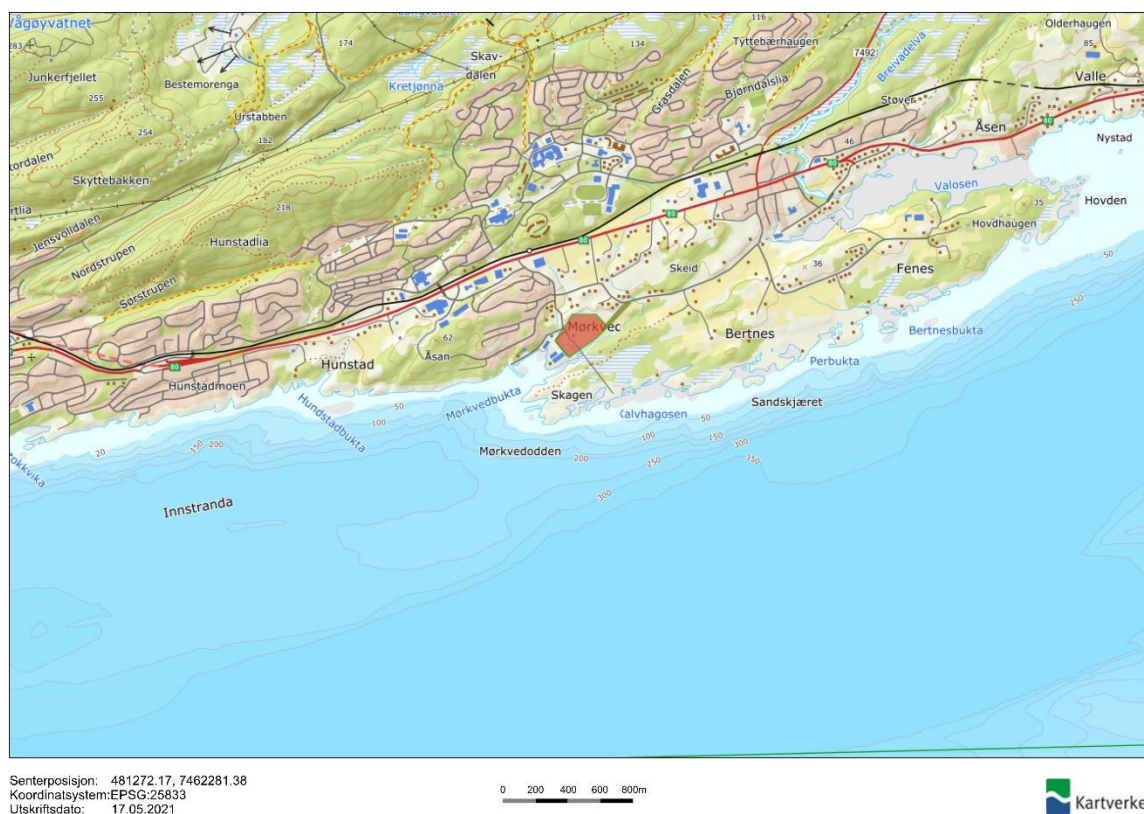 Vågøyvatnet
283
Junkerfjellet
255
Bestemorenga
Urstabben
254
182
174
Kretjønna
Skav-
dalen
134
116
Tyttebærhaugen
Grasdalen
Bjørndalslia
7492
Breivadelva
Olderhaugen
85
Valle
Støver
Åsen
80
Nystad
46
80
Valosen
Hovden
Skyttebakken
218
Jensvolldalen
Nordstrupen
Hunstadlia
Sørstrupen
80
80
Skeid
36
Hovdhaugen
35
Fenes
50
250
Mørkved
Bertnes
Bertnesbukta
Perbukta
62
Åsan
Hunstad
80
Hunstadmoen
Skagen
Sandskjæret
Mørkvedbukta
Hundstadbukta
50
100
50
100
150
300
350
Mørkvedodden
200
250
300
20
150
200
Innstranda
Senterposisjon: 481272.17, 7462281.38
Koordinatsystem:EPSG:25833
Utskriftsdato: 17.05.2021
0 200 400 600 800m
Kartverke